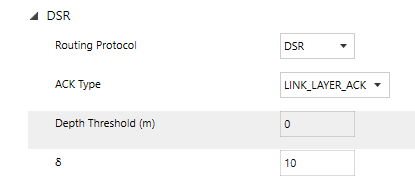 DSR
Routing Protocol DSR
ACK Type LINK_LAYER_ACK
Depth Threshold (m) 0
δ 10